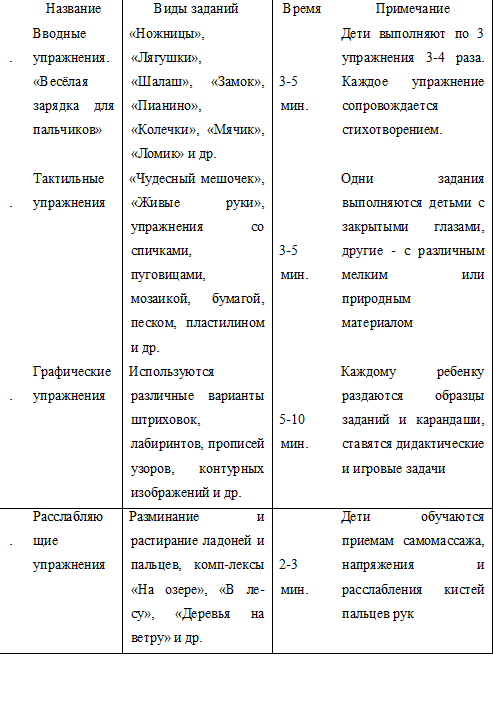 Название
Виды заданий
Время
Примечание
.
Вводные
упражнения.
«Весёлая
зарядка для
пальчиков»
«Ножницы»,
«Лягушки»,
«Шалаш», «Замок»,
«Пианино»,
«Колечки», «Мячик»,
«Ломик» и др.
3-5
мин.
Дети выполняют по 3
упражнения 3-4 раза.
Каждое упражнение
сопровождается
стихотворением.
.
Тактильные
упражнения
«Чудесный мешочек»,
«Живые руки»,
упражнения со
спичками,
пуговицами,
мозаикой, бумагой,
песком, пластилином
и др.
3-5
мин.
Одни задания
выполняются детьми с
закрытыми глазами,
другие - с различным
мелким или
природным
материалом
.
Графические
упражнения
Используются
различные варианты
штриховок,
лабиринтов, прописей
узоров, контурных
изображений и др.
5-10
мин.
Каждому ребенку
раздаются образцы
заданий и карандаши,
ставятся дидактические
и игровые задачи
.
Расслабляю
щие
упражнения
Разминание и
растирание ладоней и
пальцев, комп-лексы
«На озере», «В ле-
су», «Деревья на
ветру» и др.
2-3
мин.
Дети обучаются
приемам самомассажа,
напряжения и
расслабления кистей
пальцев рук